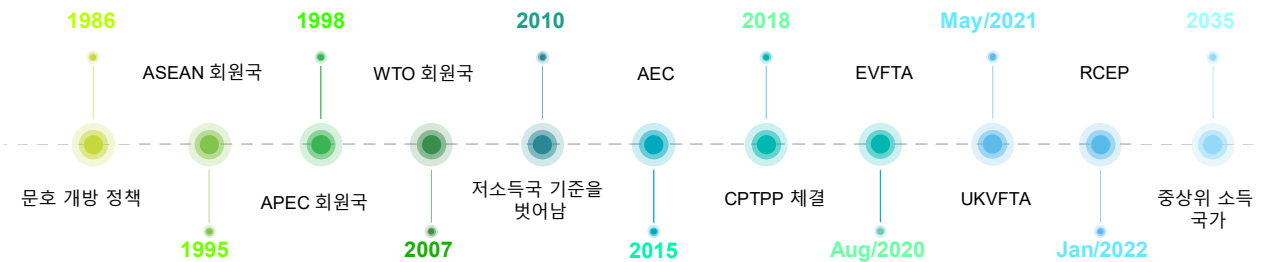 1986
1998
2010
2018
May/2021
2035
ASEAN 회원국
WTO 회원국
AEC
EVFTA
RCEP
문호 개방 정책
APEC 회원국
저소득국 기준을
벗어남
CPTPP 체결
UKVFTA
중상위 소득
국가
1995
2007
2015
Aug/2020
Jan/2022